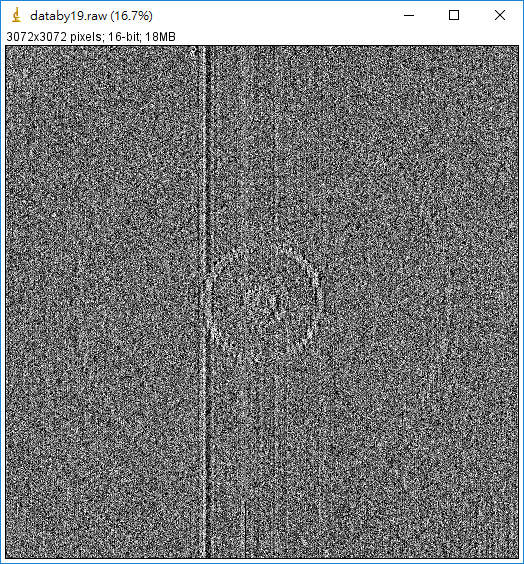 databy19.raw (16.7%)
3072x3072 pixels; 16-bit; 18MB